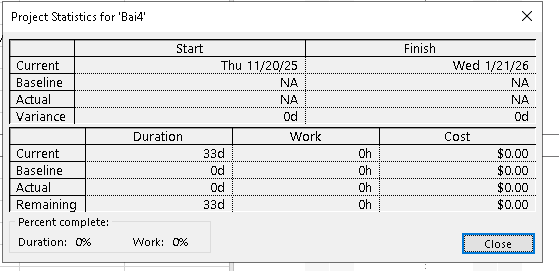 Project Statistics for 'Bai4'
Start Finish
Current Thu 11/20/25 Wed 1/21/26
Baseline NA NA
Actual NA NA
Variance 0d 0d
Duration Work Cost
Current 33d 0h $0.00
Baseline 0d 0h $0.00
Actual 0d 0h $0.00
Remaining 33d 0h $0.00
Percent complete:
Duration: 0% Work: 0%
Close